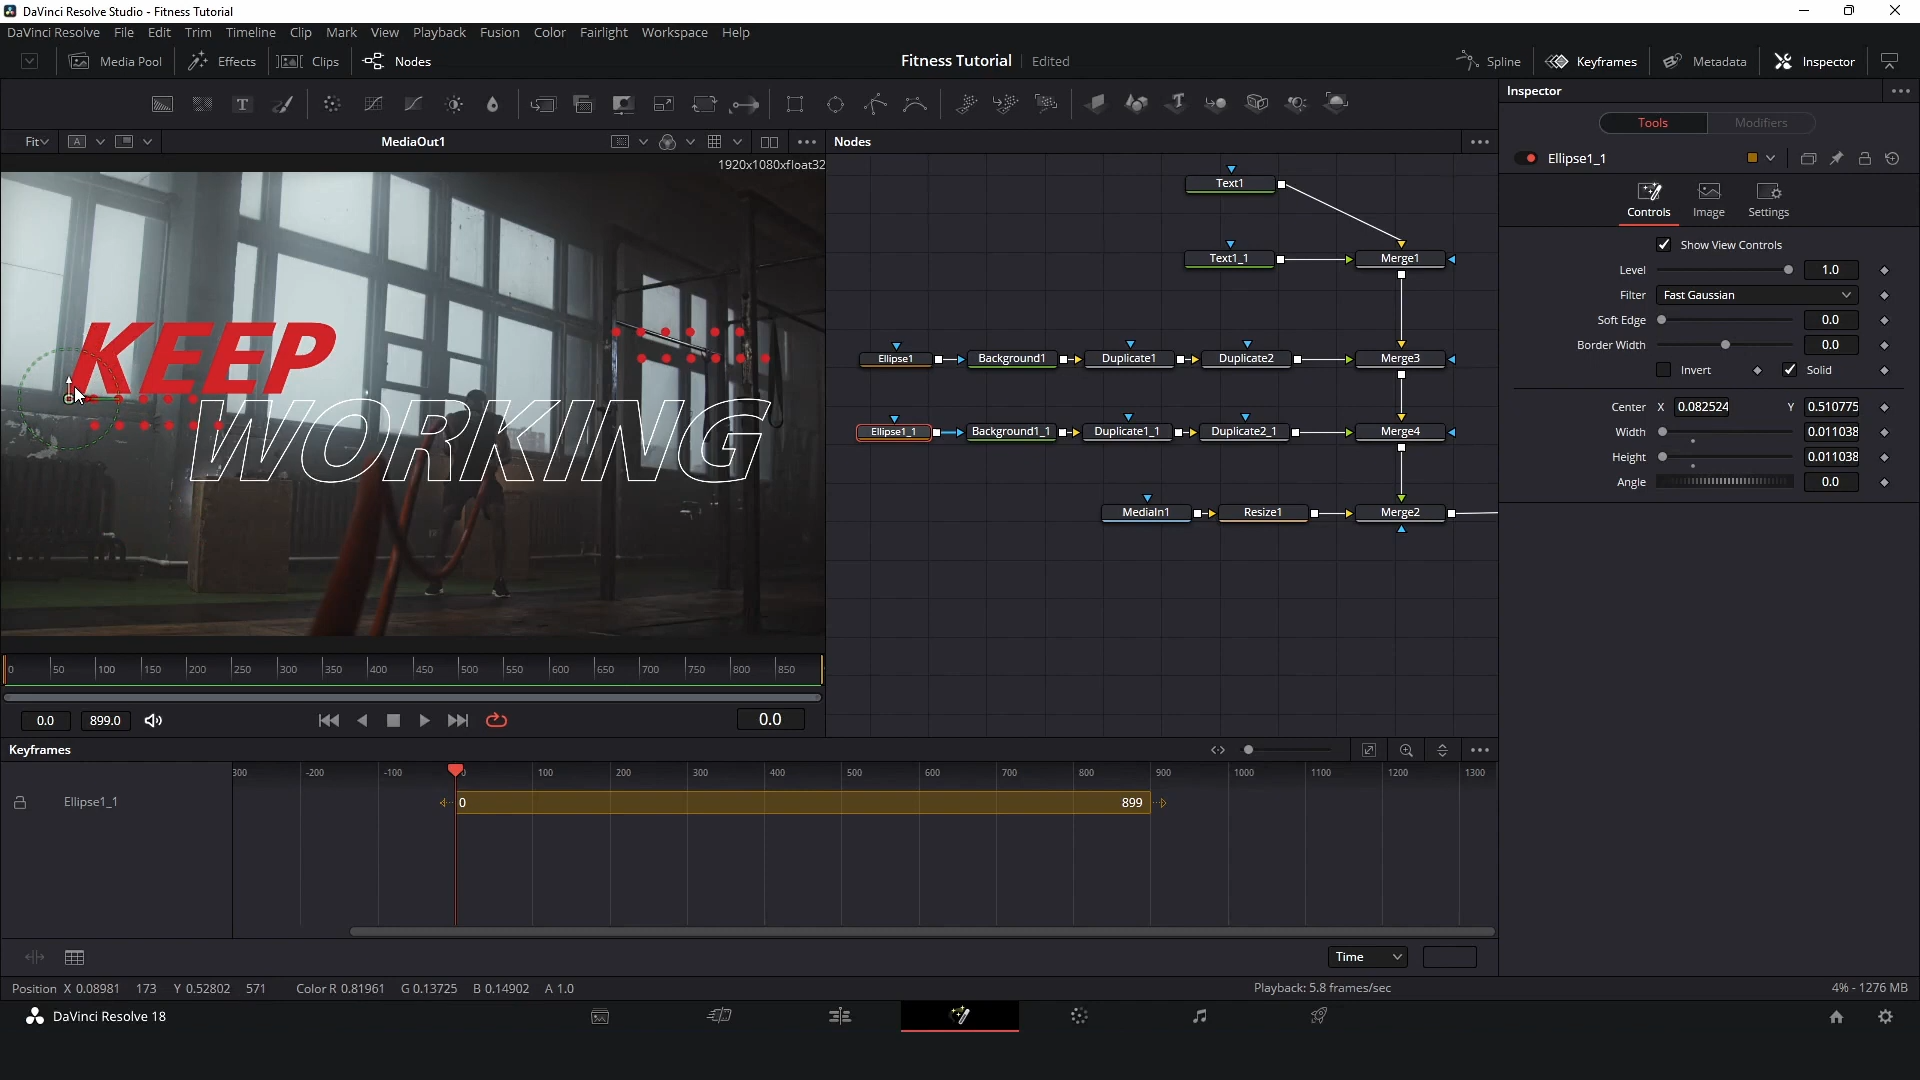 DaVinci Resolve Studio - Fitness Tutorial
DaVinci Resolve File Edit Trim Timeline Clip Mark View Playback Fusion Color Fairlight Workspace Help
Media Pool Effects Clips Nodes Fitness Tutorial Edited Spline Keyframes Metadata Inspector
Inspector
Tools Modifiers
Fit A MediaOut1 Nodes
1920x1080xfloat32
Ellipse1_1
Text1
Controls Image Settings
Show View Controls
Text1_1 Merge1
Level 1.0
Filter Fast Gaussian
Soft Edge 0.0
Border Width 0.0
Invert Solid
Center X 0.082524 Y 0.510775
Width 0.011038
Height 0.011038
Angle 0.0
KEEP
WORKING
Ellipse1 Background1 Duplicate1 Duplicate2 Merge3
Ellipse1_1 Background1_1 Duplicate1_1 Duplicate2_1 Merge4
MediaIn1 Resize1 Merge2
0 50 100 150 200 250 300 350 400 450 500 550 600 650 700 750 800 850
0.0 899.0 0.0
Keyframes
300 -200 -100 0 100 200 300 400 500 600 700 800 900 1000 1100 1200 1300
Ellipse1_1 0 899
Time
Position X 0.08981 173 Y 0.52802 571 Color R 0.81961 G 0.13725 B 0.14902 A 1.0 Playback: 5.8 frames/sec 4% - 1276 MB
DaVinci Resolve 18